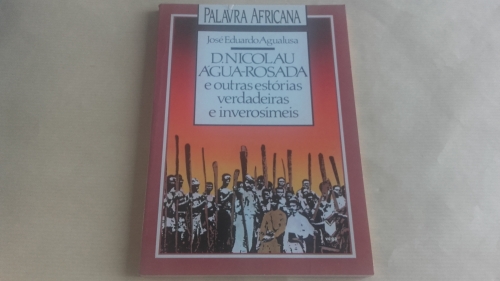 PALAVRA AFRICANA
José Eduardo Agualusa
D. NICOLAU
ÁGUA-ROSADA
e outras estórias
verdadeiras
e inverosímeis